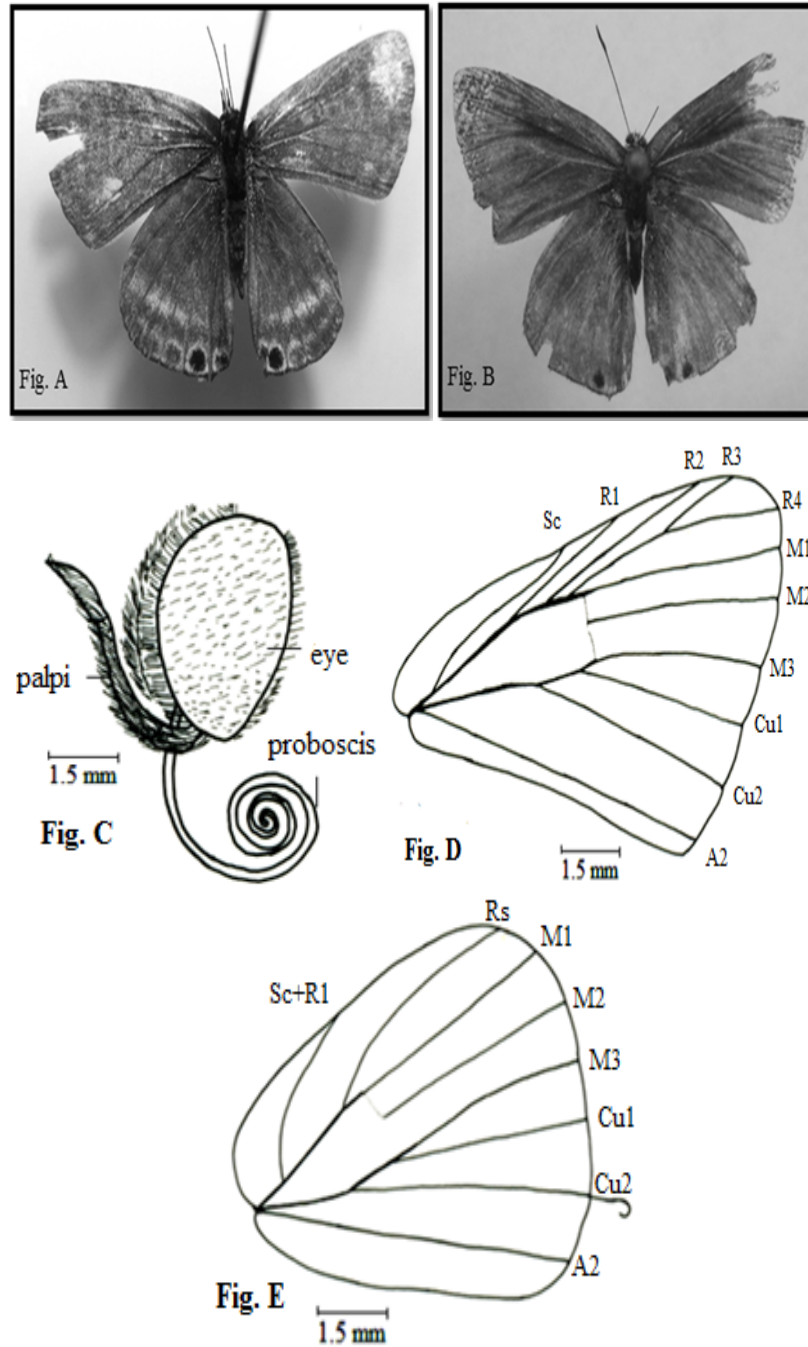 Fig. A
Fig. B
eye
palpi
proboscis
1.5 mm
Fig. C
Sc
R1
R2
R3
R4
M1
M2
M3
Cu1
Cu2
A2
Fig. D
1.5 mm
Sc+R1
Rs
M1
M2
M3
Cu1
Cu2
A2
Fig. E
1.5 mm